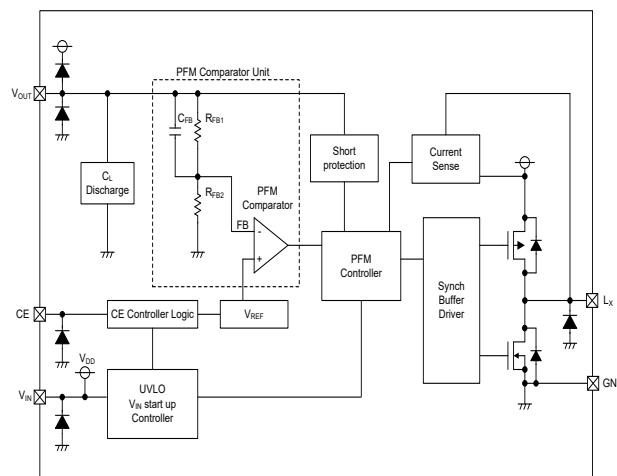 PFM Comparator Unit
VOUT
CFB
RFB1
Short
protection
Current
Sense
CL
Discharge
RFB2
PFM
Comparator
FB
-
+
PFM
Controller
Synch
Buffer
Driver
CE
CE Controller Logic
VREF
LX
VDD
VIN
UVLO
VIN start up
Controller
GN